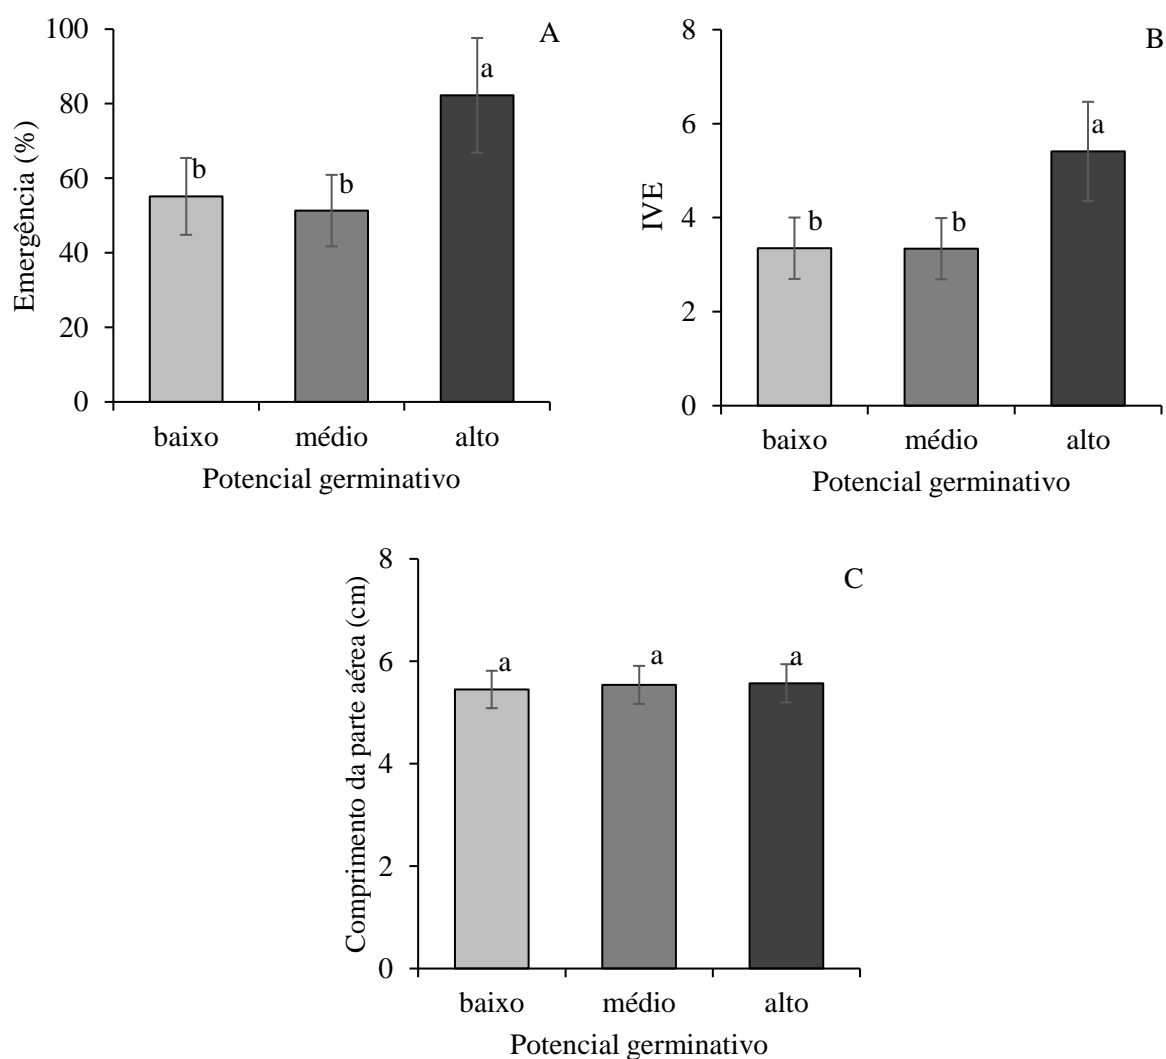 A
Emergência (%)
100
80
60
40
20
0
b
b
a
baixo médio alto
Potencial germinativo
B
IVE
8
6
4
2
0
b
b
a
baixo médio alto
Potencial germinativo
C
Comprimento da parte aérea (cm)
8
6
4
2
0
a
a
a
baixo médio alto
Potencial germinativo